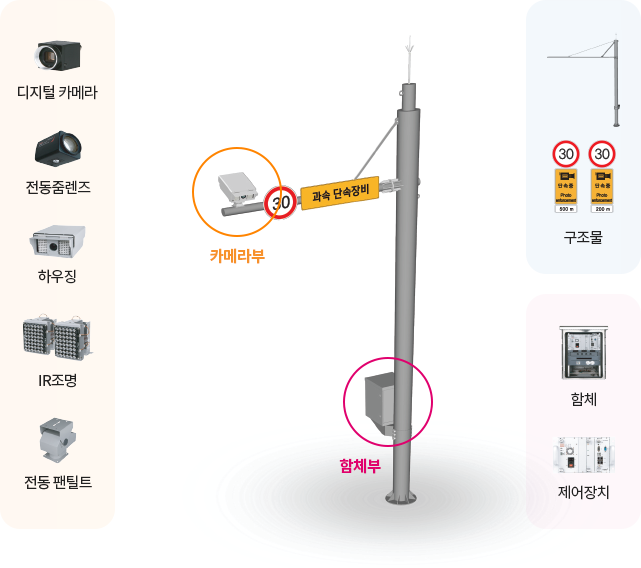 디지털 카메라
전동줌렌즈
하우징
IR조명
전동 팬틸트
30
과속 단속장비
카메라부
함체부
30
30
단속중
단속중
Photo
enforcement
Photo
enforcement
500 m
200 m
구조물
함체
제어장치